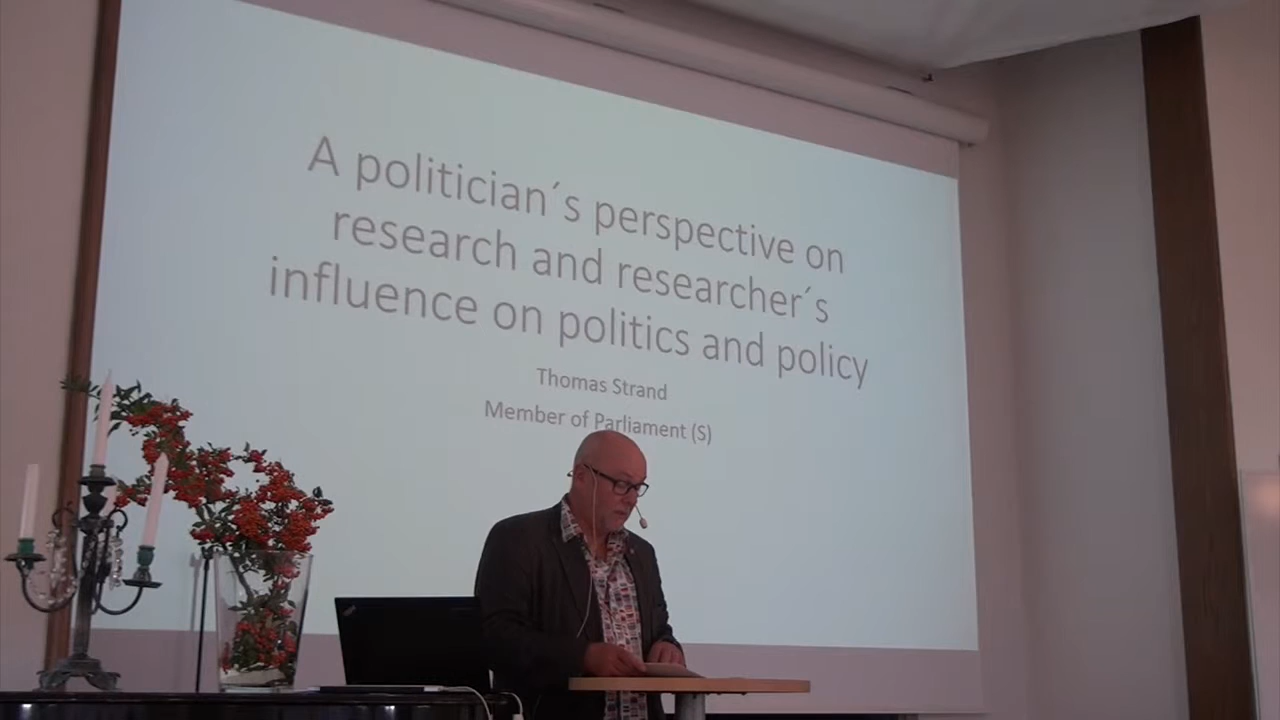 A politician´s perspective on
research and researcher´s
influence on politics and policy
Thomas Strand
Member of Parliament (S)